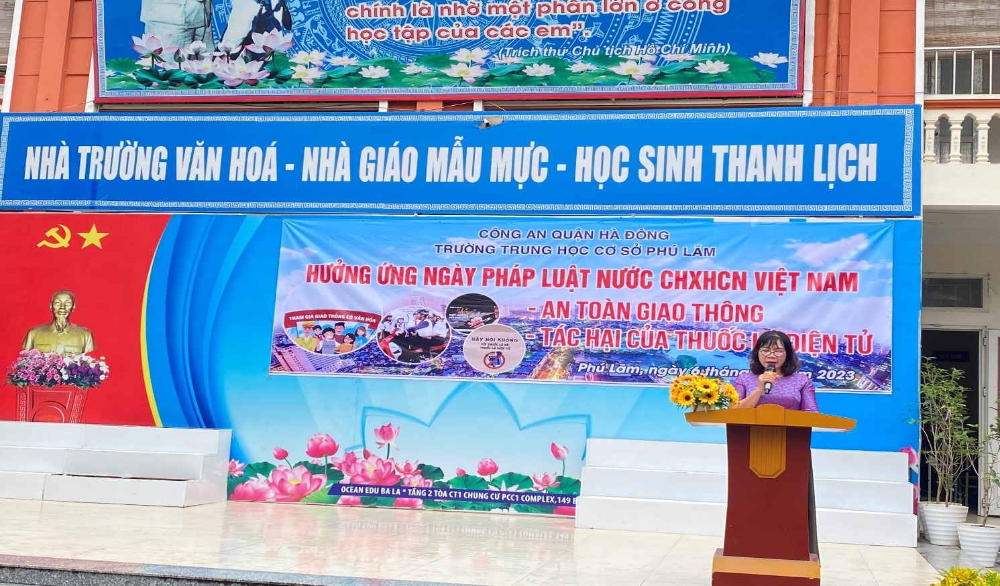 chính là nhờ một phần lớn ở công
học tập của các em”.
(Trích thư Chủ tịch Hồ Chí Minh)
NHÀ TRƯỜNG VĂN HOÁ - NHÀ GIÁO MẪU MỰC - HỌC SINH THANH LỊCH
CÔNG AN QUẬN HÀ ĐÔNG
TRƯỜNG TRUNG HỌC CƠ SỞ PHÚ LÃM
HƯỞNG ỨNG NGÀY PHÁP LUẬT NƯỚC CHXHCN VIỆT NAM
- AN TOÀN GIAO THÔNG
- TÁC HẠI CỦA THUỐC ĐIỆN TỬ
THAM GIA GIAO THÔNG CÓ VĂN HÓA
HÃY NÓI KHÔNG
VỚI THUỐC LÁ VÀ
THUỐC LÁ ĐIỆN TỬ
Phú Lãm, ngày 6 tháng 2023
OCEAN EDU BA LA * TẦNG 2 TÒA CT1 CHUNG CƯ PCC1 COMPLEX,149